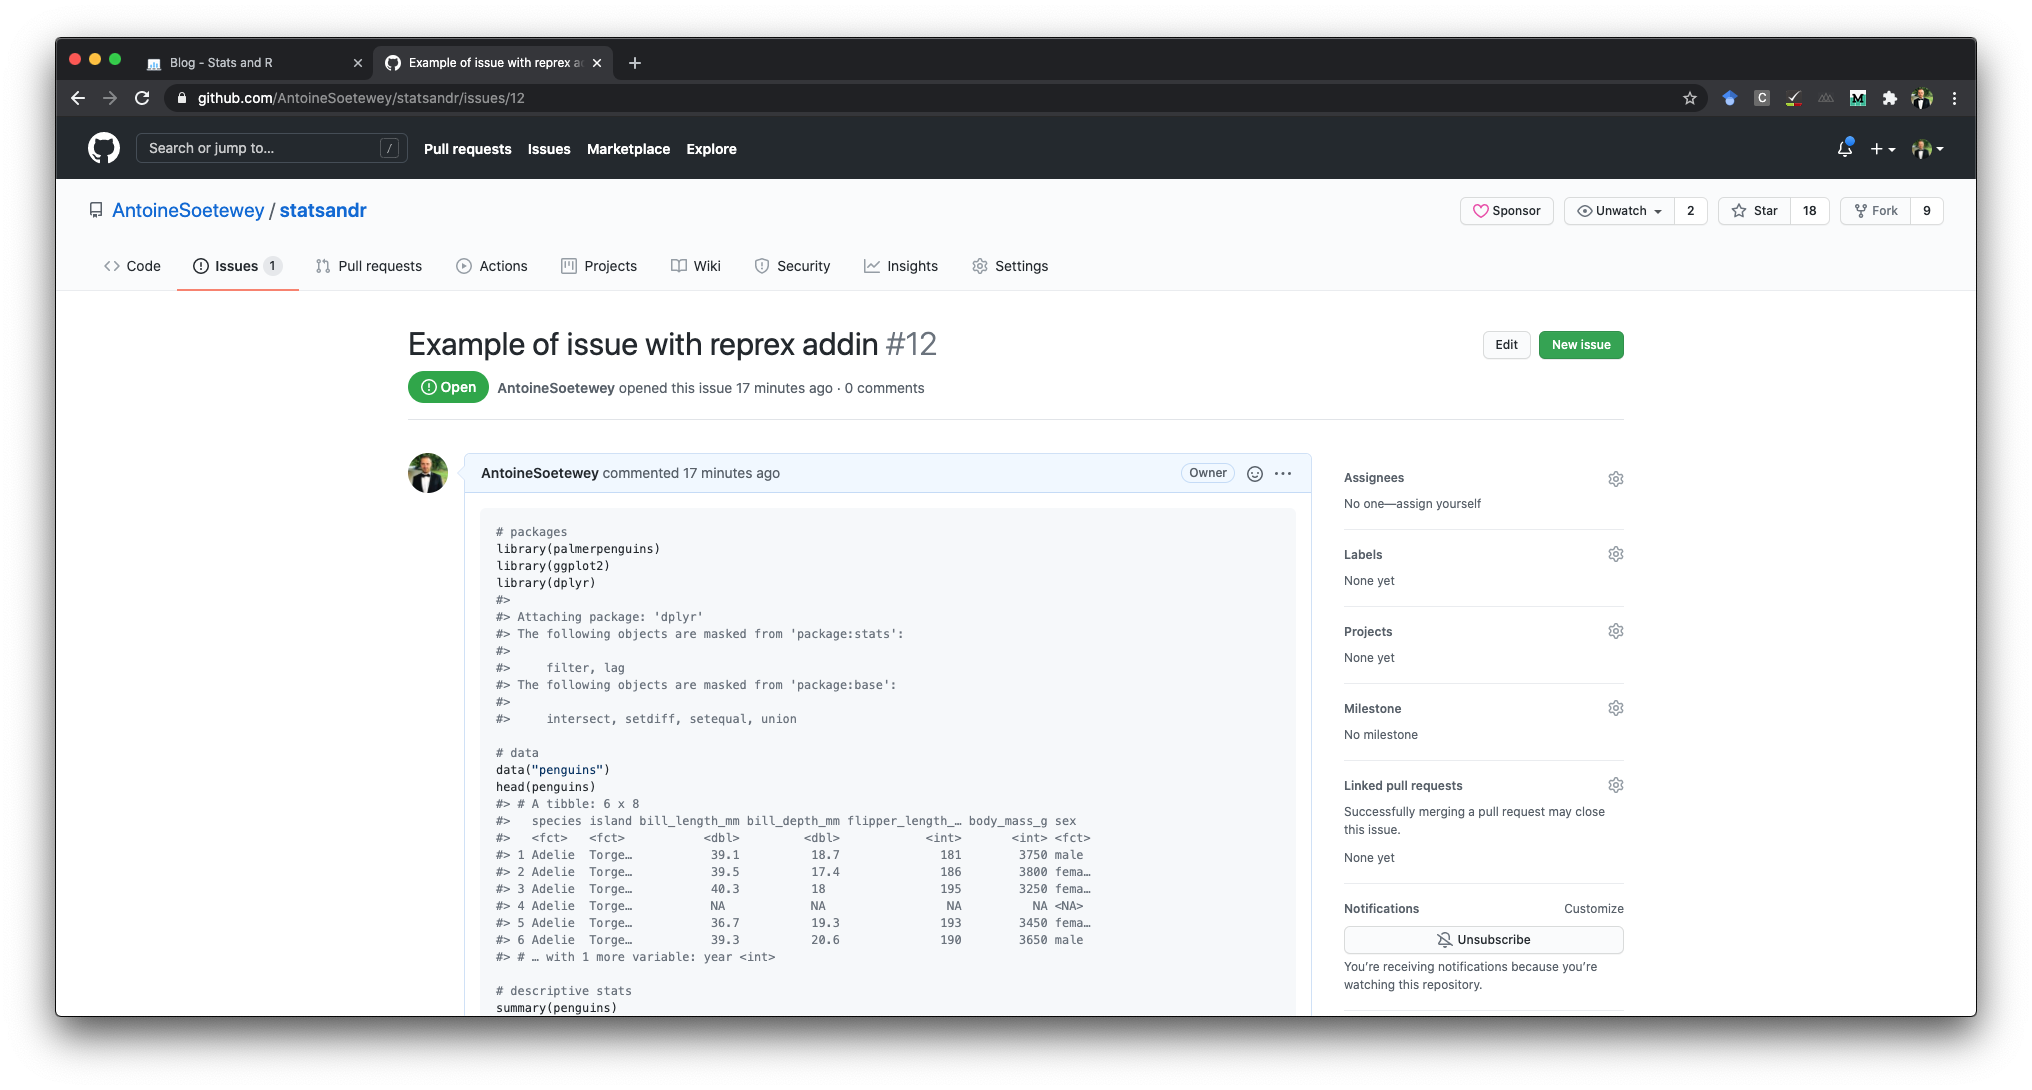 Blog - Stats and R
Example of issue with reprex a
github.com/AntoineSoetewey/statsandr/issues/12
Search or jump to... /
Pull requests Issues Marketplace Explore
AntoineSoetewey / statsandr
Sponsor Unwatch 2 Star 18 Fork 9
Code Issues 1 Pull requests Actions Projects Wiki Security Insights Settings
Example of issue with reprex addin #12
Edit New issue
Open AntoineSoetewey opened this issue 17 minutes ago · 0 comments
AntoineSoetewey commented 17 minutes ago Owner
# packages
library(palmerpenguins)
library(ggplot2)
library(dplyr)
#>
#> Attaching package: 'dplyr'
#> The following objects are masked from 'package:stats':
#>
#>     filter, lag
#> The following objects are masked from 'package:base':
#>
#>     intersect, setdiff, setequal, union
# data
data("penguins")
head(penguins)
#> # A tibble: 6 x 8
#>   species island bill_length_mm bill_depth_mm flipper_length_… body_mass_g sex
#>   <fct>   <fct>           <dbl>         <dbl>            <int>       <int> <fct>
#> 1 Adelie  Torge…           39.1          18.7              181        3750 male
#> 2 Adelie  Torge…           39.5          17.4              186        3800 fema…
#> 3 Adelie  Torge…           40.3          18                195        3250 fema…
#> 4 Adelie  Torge…           NA            NA                 NA          NA <NA>
#> 5 Adelie  Torge…           36.7          19.3              193        3450 fema…
#> 6 Adelie  Torge…           39.3          20.6              190        3650 male
#> # … with 1 more variable: year <int>
# descriptive stats
summary(penguins)
Assignees
No one—assign yourself
Labels
None yet
Projects
None yet
Milestone
No milestone
Linked pull requests
Successfully merging a pull request may close
this issue.
None yet
Notifications Customize
Unsubscribe
You’re receiving notifications because you’re
watching this repository.